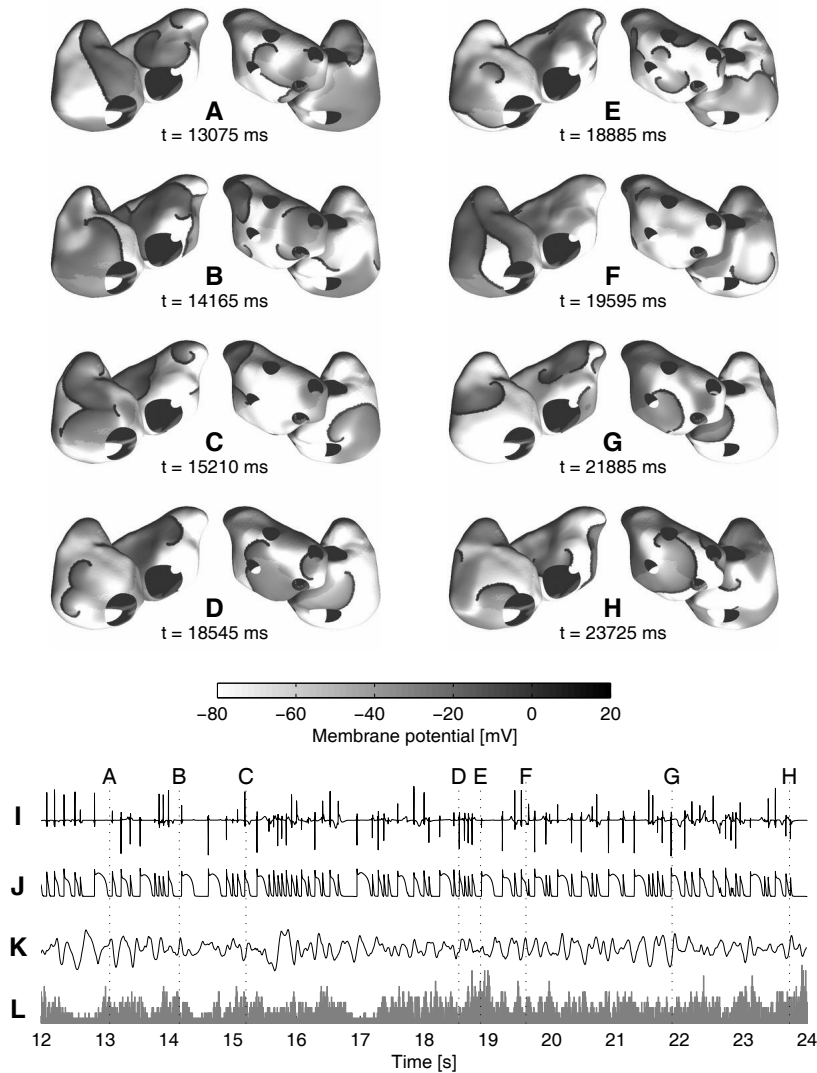 A
t = 13075 ms
E
t = 18885 ms
B
t = 14165 ms
F
t = 19595 ms
C
t = 15210 ms
G
t = 21885 ms
D
t = 18545 ms
H
t = 23725 ms
−80 −60 −40 −20 0 20
Membrane potential [mV]
A B C D E F G H
I
J
K
L
12 13 14 15 16 17 18 19 20 21 22 23 24
Time [s]